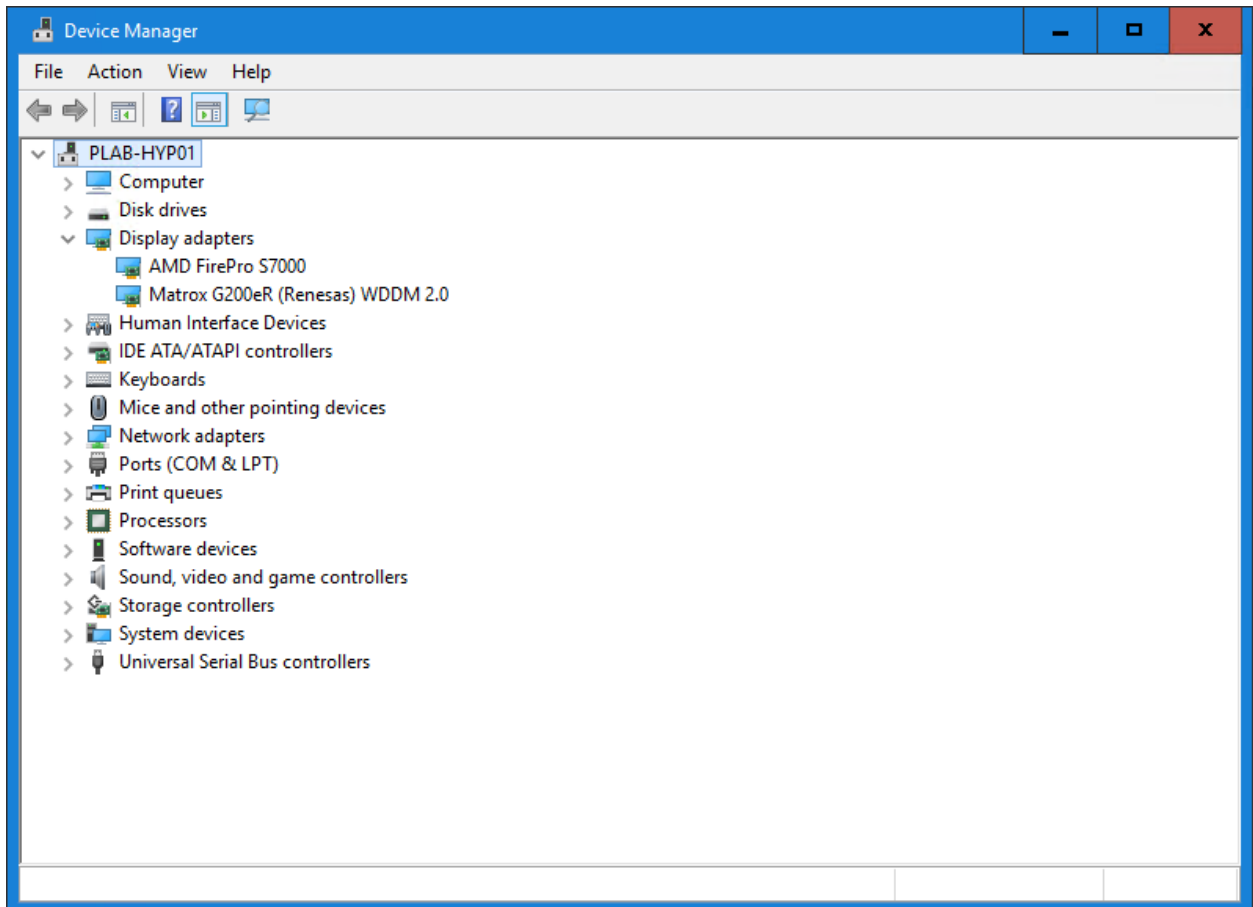 Device Manager
File Action View Help
PLAB-HYP01
Computer
Disk drives
Display adapters
AMD FirePro S7000
Matrox G200eR (Renesas) WDDM 2.0
Human Interface Devices
IDE ATA/ATAPI controllers
Keyboards
Mice and other pointing devices
Network adapters
Ports (COM & LPT)
Print queues
Processors
Software devices
Sound, video and game controllers
Storage controllers
System devices
Universal Serial Bus controllers